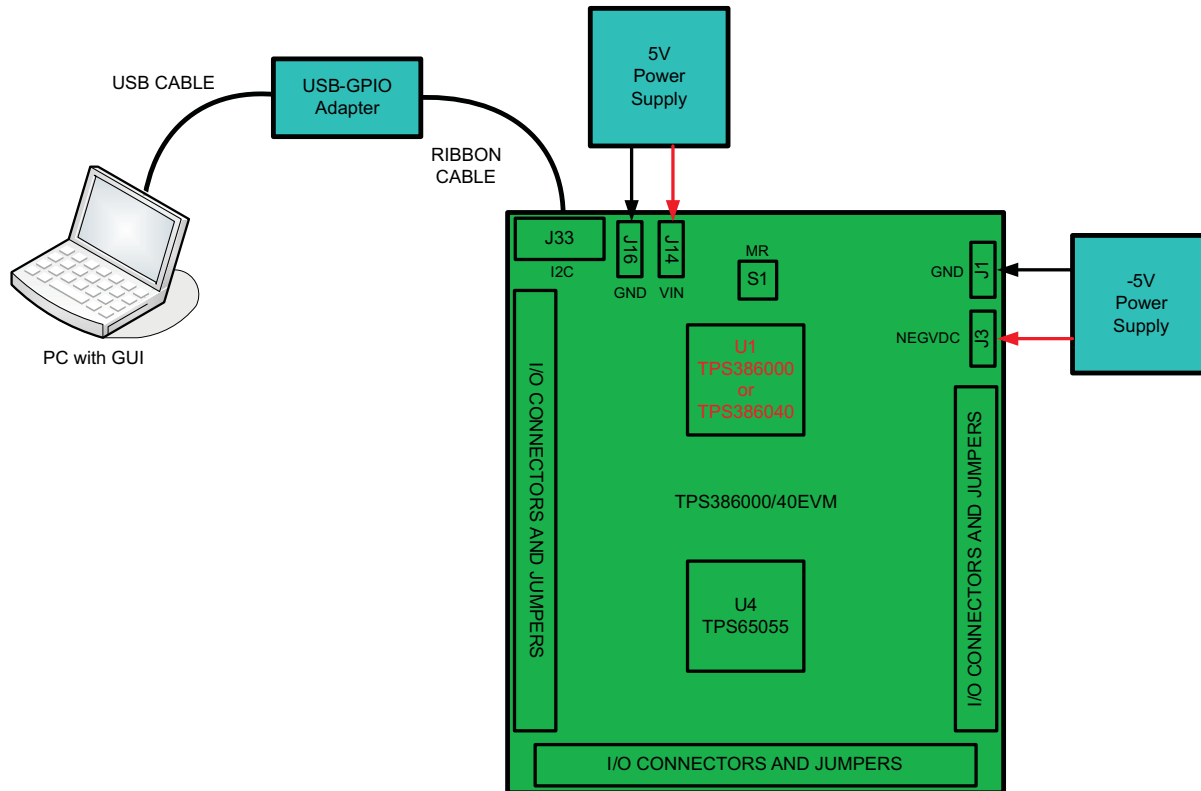 5V
Power
Supply
USB CABLE
USB-GPIO
Adapter
RIBBON
CABLE
PC with GUI
J33
I2C
J16
GND
J14
VIN
MR
S1
GND
J1
NEGVDC
J3
-5V
Power
Supply
U1
TPS386000
or
TPS386040
I/O CONNECTORS AND JUMPERS
TPS386000/40EVM
I/O CONNECTORS AND JUMPERS
U4
TPS65055
I/O CONNECTORS AND JUMPERS